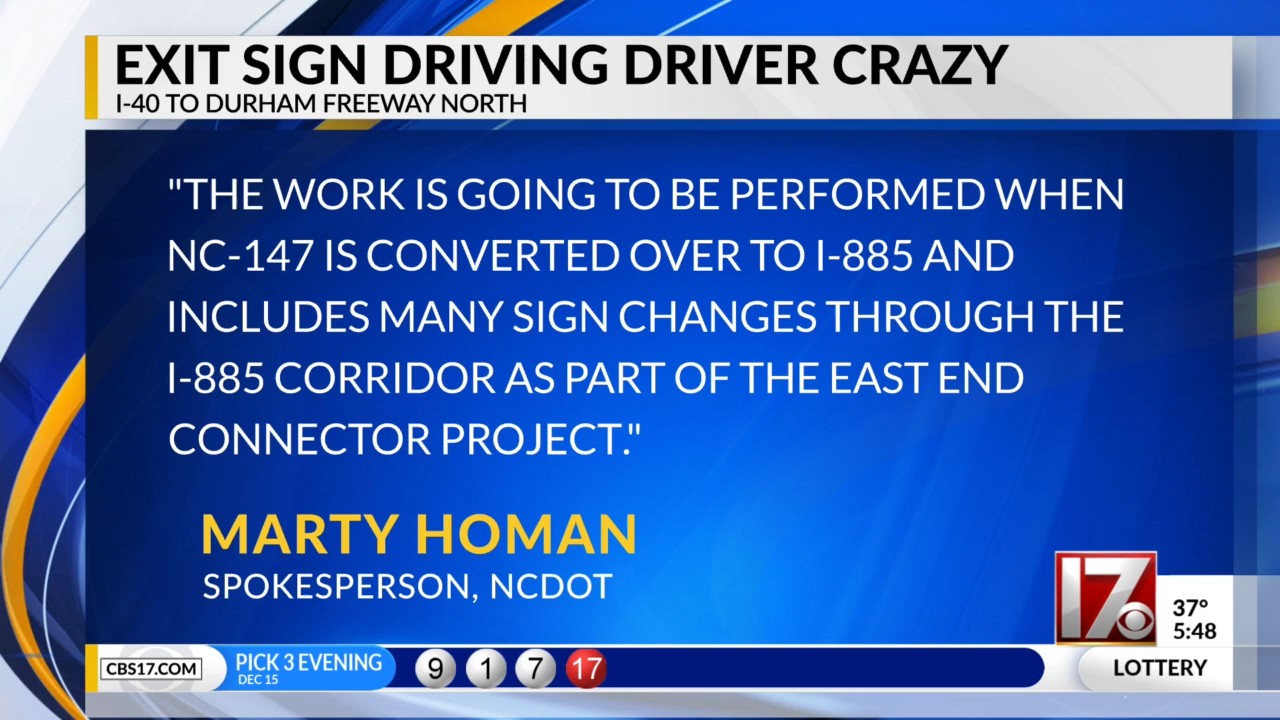 EXIT SIGN DRIVING DRIVER CRAZY
I-40 TO DURHAM FREEWAY NORTH
"THE WORK IS GOING TO BE PERFORMED WHEN
NC-147 IS CONVERTED OVER TO I-885 AND
INCLUDES MANY SIGN CHANGES THROUGH THE
I-885 CORRIDOR AS PART OF THE EAST END
CONNECTOR PROJECT."
MARTY HOMAN
SPOKESPERSON, NCDOT
17
37°
5:48
CBS17.COM
PICK 3 EVENING
DEC 15
9 1 7 17
LOTTERY